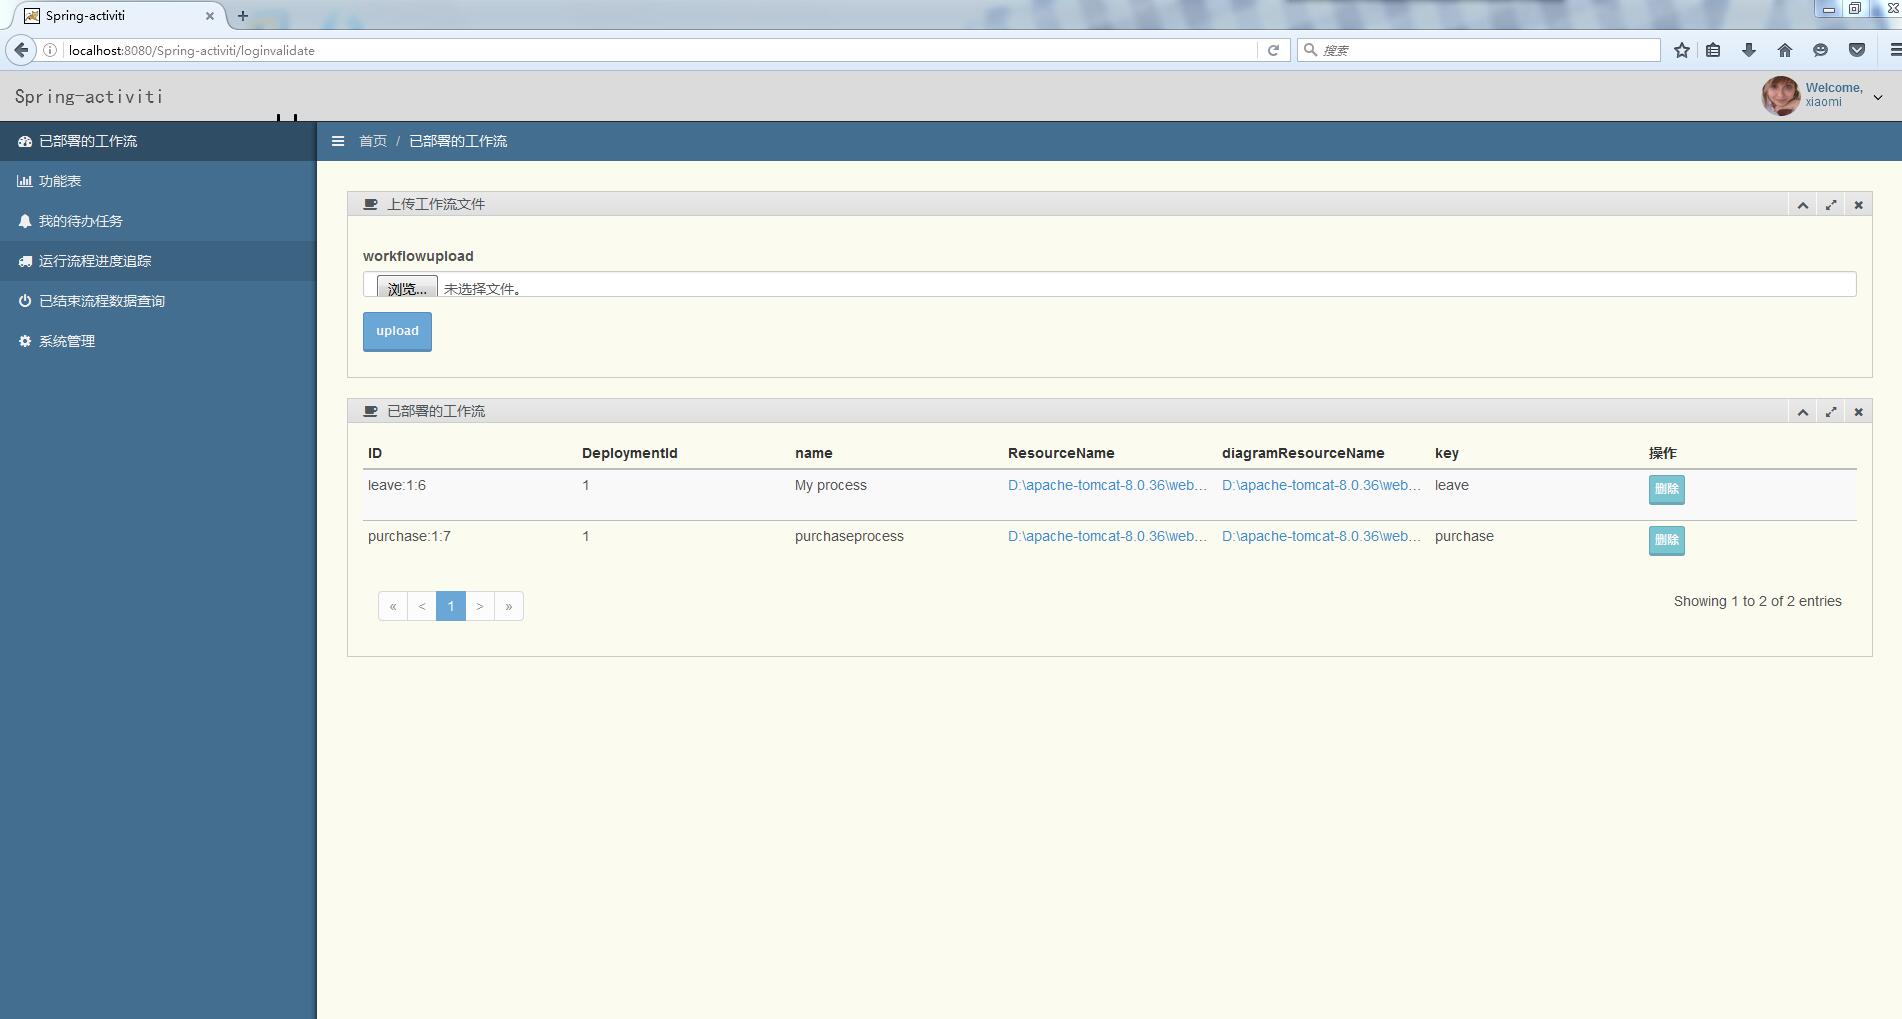 Spring-activiti
localhost:8080/Spring-activiti/loginvalidate
搜索
Spring-activiti
Welcome,
xiaomi
已部署的工作流
功能表
我的待办任务
运行流程进度追踪
已结束流程数据查询
系统管理
首页 / 已部署的工作流
上传工作流文件
workflowupload
浏览... 未选择文件。
upload
已部署的工作流
ID DeploymentId name ResourceName diagramResourceName key 操作
leave:1:6 1 My process D:\apache-tomcat-8.0.36\web... D:\apache-tomcat-8.0.36\web... leave 删除
purchase:1:7 1 purchaseprocess D:\apache-tomcat-8.0.36\web... D:\apache-tomcat-8.0.36\web... purchase 删除
« < 1 > » Showing 1 to 2 of 2 entries